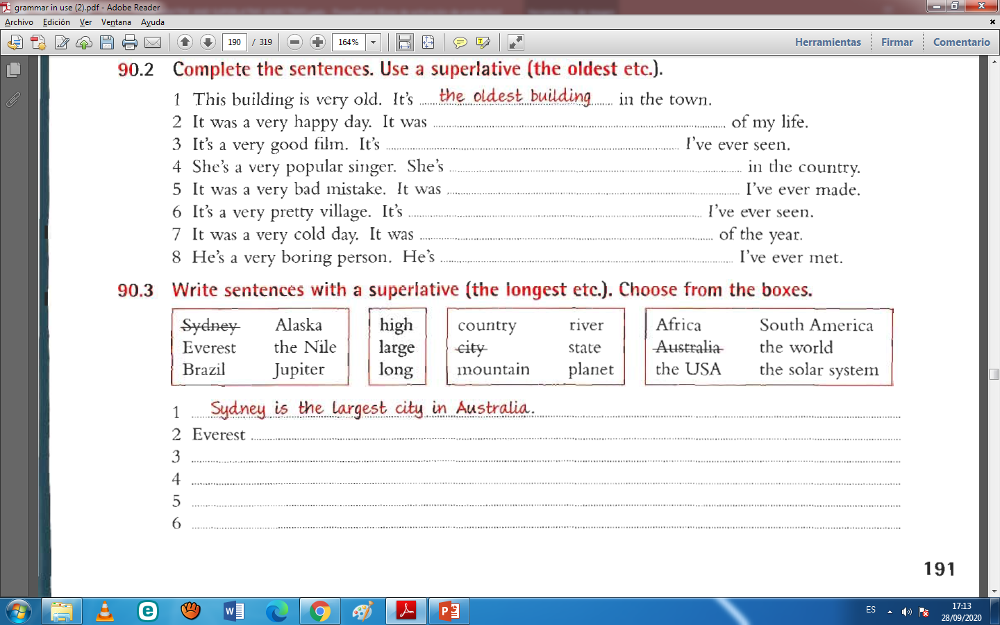 grammar in use (2).pdf - Adobe Reader
Archivo Edición Ver Ventana Ayuda
190 / 319 164% Herramientas Firmar Comentario
90.2 Complete the sentences. Use a superlative (the oldest etc.).
1 This building is very old. It's the oldest building in the town.
2 It was a very happy day. It was of my life.
3 It's a very good film. It's I've ever seen.
4 She's a very popular singer. She's in the country.
5 It was a very bad mistake. It was I've ever made.
6 It's a very pretty village. It's I've ever seen.
7 It was a very cold day. It was of the year.
8 He's a very boring person. He's I've ever met.
90.3 Write sentences with a superlative (the longest etc.). Choose from the boxes.
Sydney Alaska high country river Africa South America
Everest the Nile large city state Australia the world
Brazil Jupiter long mountain planet the USA the solar system
1 Sydney is the largest city in Australia.
2 Everest
3
4
5
6
191
ES 17:13
28/09/2020